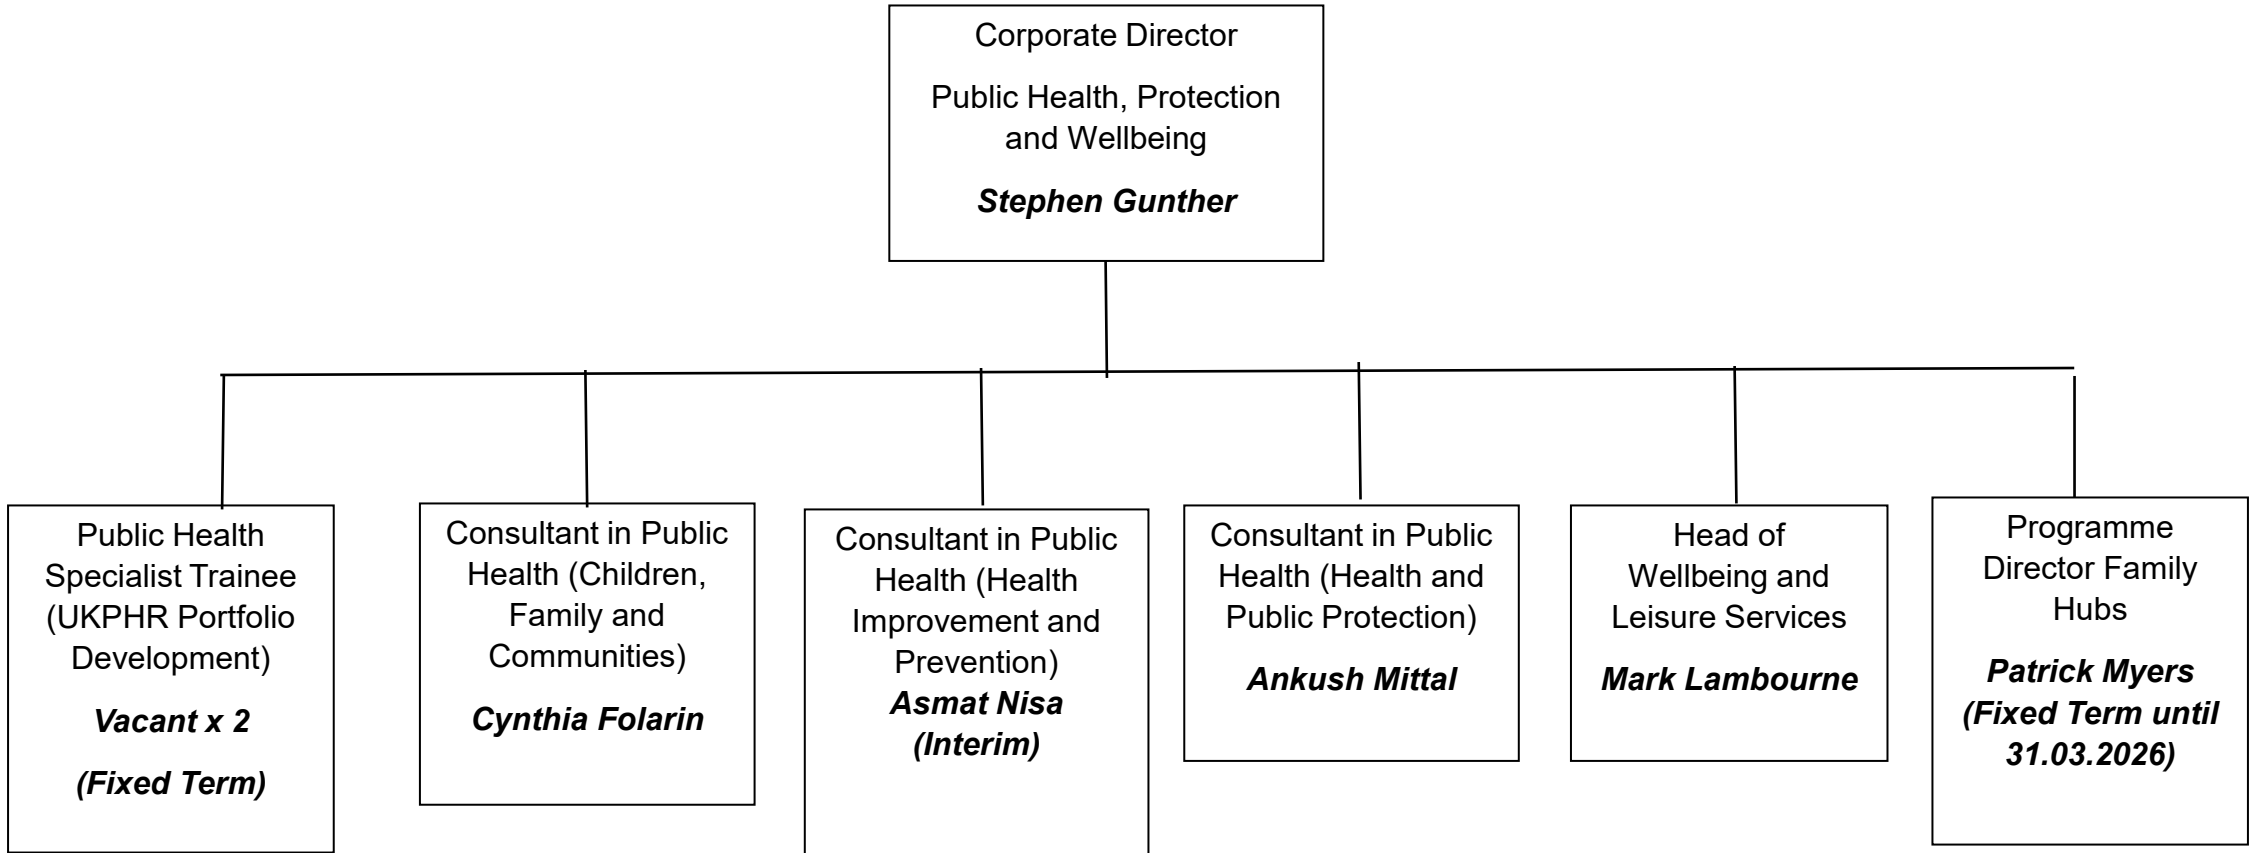 Corporate Director
Public Health, Protection
and Wellbeing
Stephen Gunther
Public Health
Specialist Trainee
(UKPHR Portfolio
Development)
Vacant x 2
(Fixed Term)
Consultant in Public
Health (Children,
Family and
Communities)
Cynthia Folarin
Consultant in Public
Health (Health
Improvement and
Prevention)
Asmat Nisa
(Interim)
Consultant in Public
Health (Health and
Public Protection)
Ankush Mittal
Head of
Wellbeing and
Leisure Services
Mark Lambourne
Programme
Director Family
Hubs
Patrick Myers
(Fixed Term until
31.03.2026)